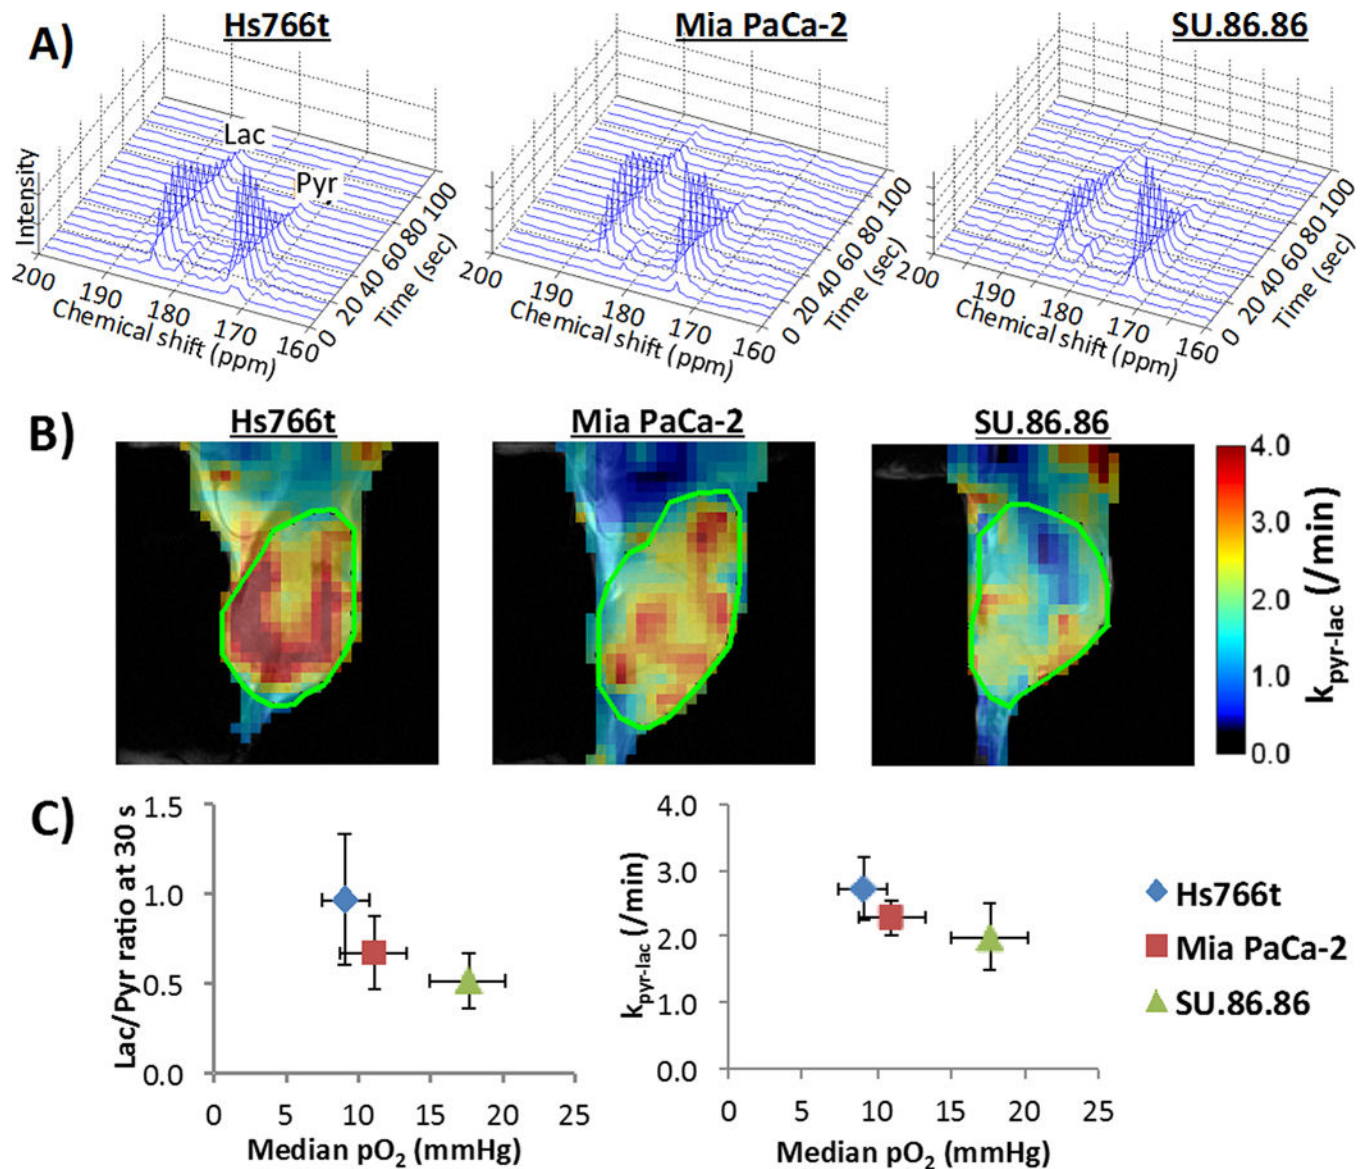 A)
Hs766t
Mia PaCa-2
SU.86.86
Lac
Pyr
Intensity
200
190
180
170
160
Chemical shift (ppm)
0 20 40 60 80 100
Time (sec)
200
190
180
170
160
Chemical shift (ppm)
0 20 40 60 80 100
Time (sec)
200
190
180
170
160
Chemical shift (ppm)
0 20 40 60 80 100
Time (sec)
B)
Hs766t
Mia PaCa-2
SU.86.86
4.0
3.0
2.0
1.0
0.0
kpyr-lac (/min)
C)
Lac/Pyr ratio at 30 s
1.5
1.0
0.5
0.0
0 5 10 15 20 25
Median pO2 (mmHg)
kpyr-lac (/min)
4.0
3.0
2.0
1.0
0.0
0 5 10 15 20 25
Median pO2 (mmHg)
Hs766t
Mia PaCa-2
SU.86.86